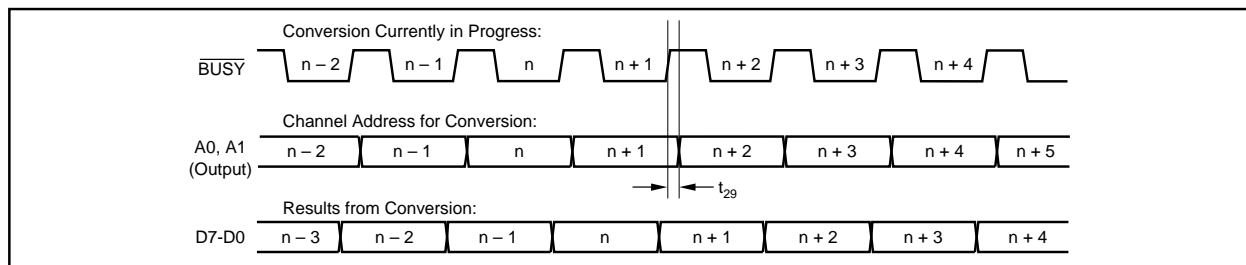 Conversion Currently in Progress:
BUSY n – 2 n – 1 n n + 1 n + 2 n + 3 n + 4
Channel Address for Conversion:
A0, A1
(Output)
n – 2 n – 1 n n + 1 n + 2 n + 3 n + 4 n + 5
t29
Results from Conversion:
D7-D0 n – 3 n – 2 n – 1 n n + 1 n + 2 n + 3 n + 4